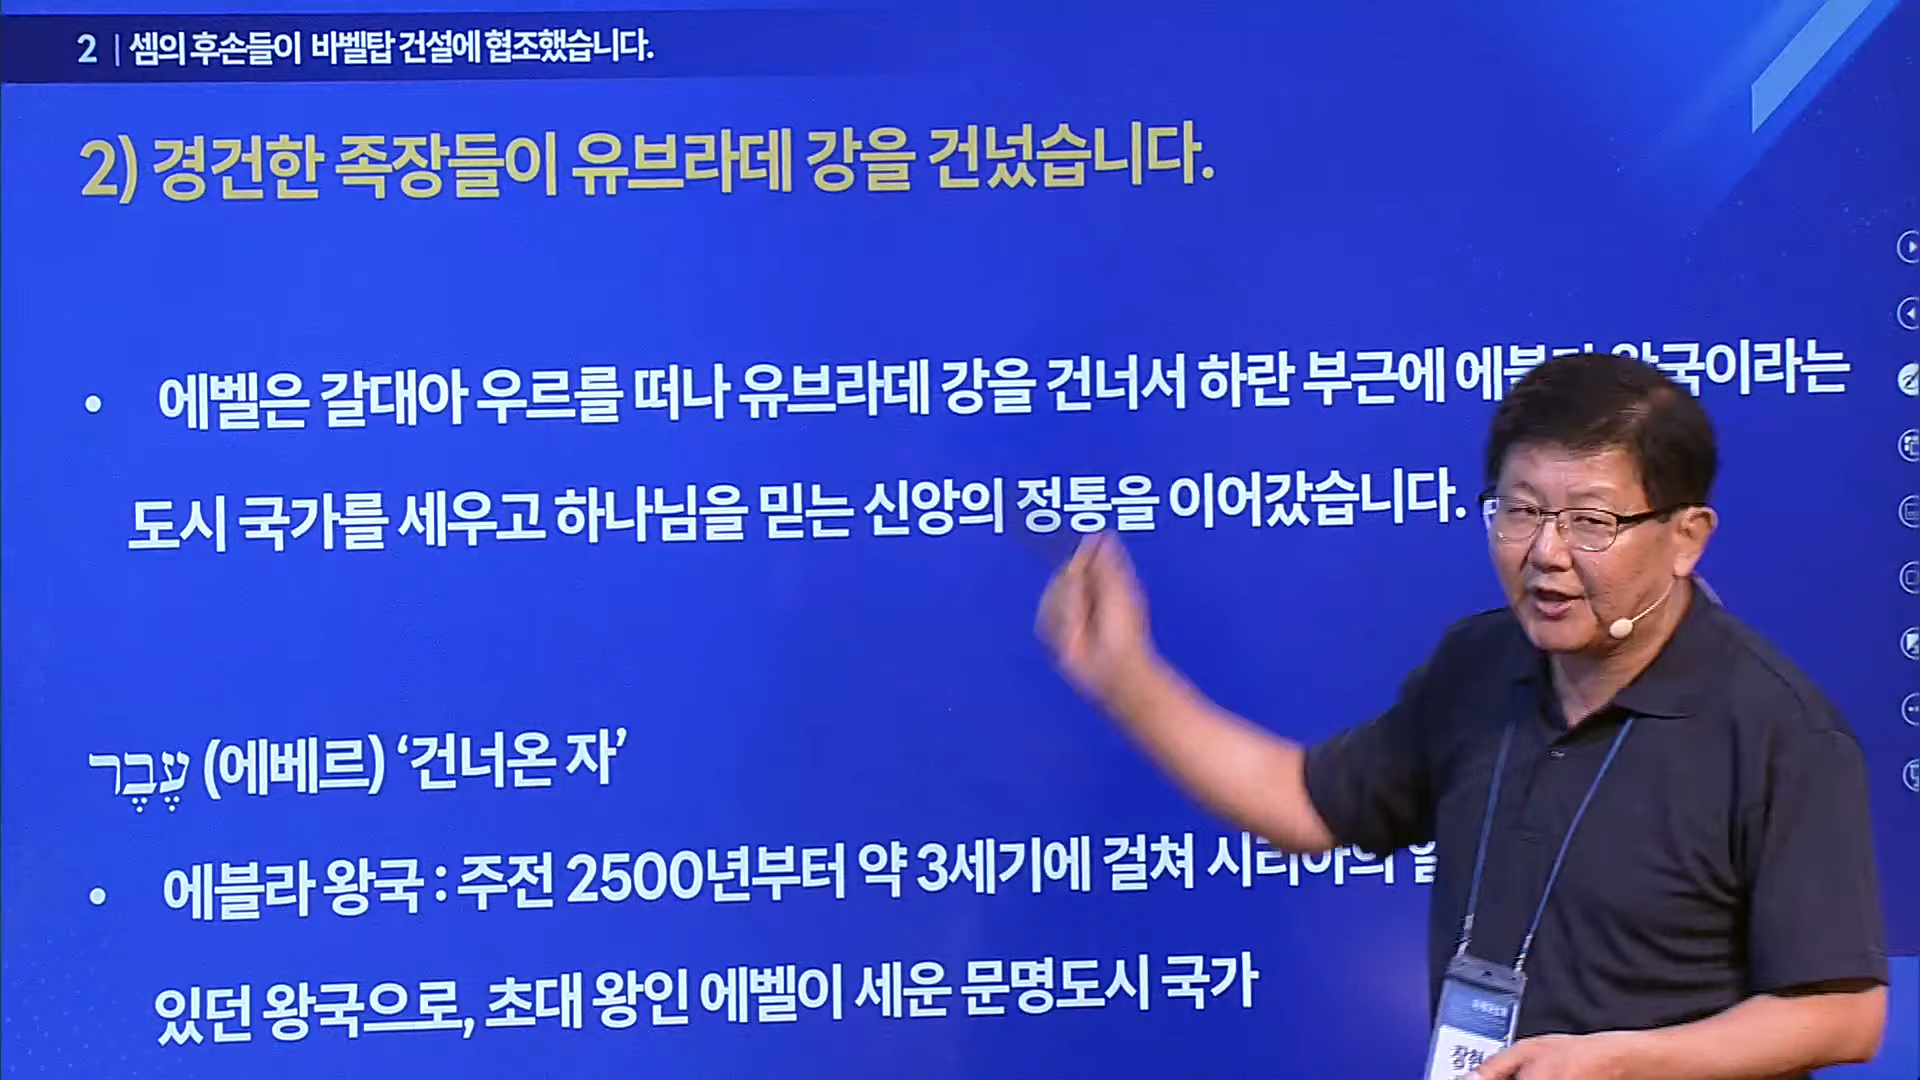 2 | 셈의 후손들이 바벨탑 건설에 협조했습니다.
2) 경건한 족장들이 유브라데 강을 건넜습니다.
• 에벨은 갈대아 우르를 떠나 유브라데 강을 건너서 하란 부근에 왕국이라는
도시 국가를 세우고 하나님을 믿는 신앙의 정통을 이어갔습니다.
עֶבֶר (에베르) ‘건너온 자’
• 에블라 왕국 : 주전 2500년부터 약 3세기에 걸쳐 시리아의
있던 왕국으로, 초대 왕인 에벨이 세운 문명도시 국가